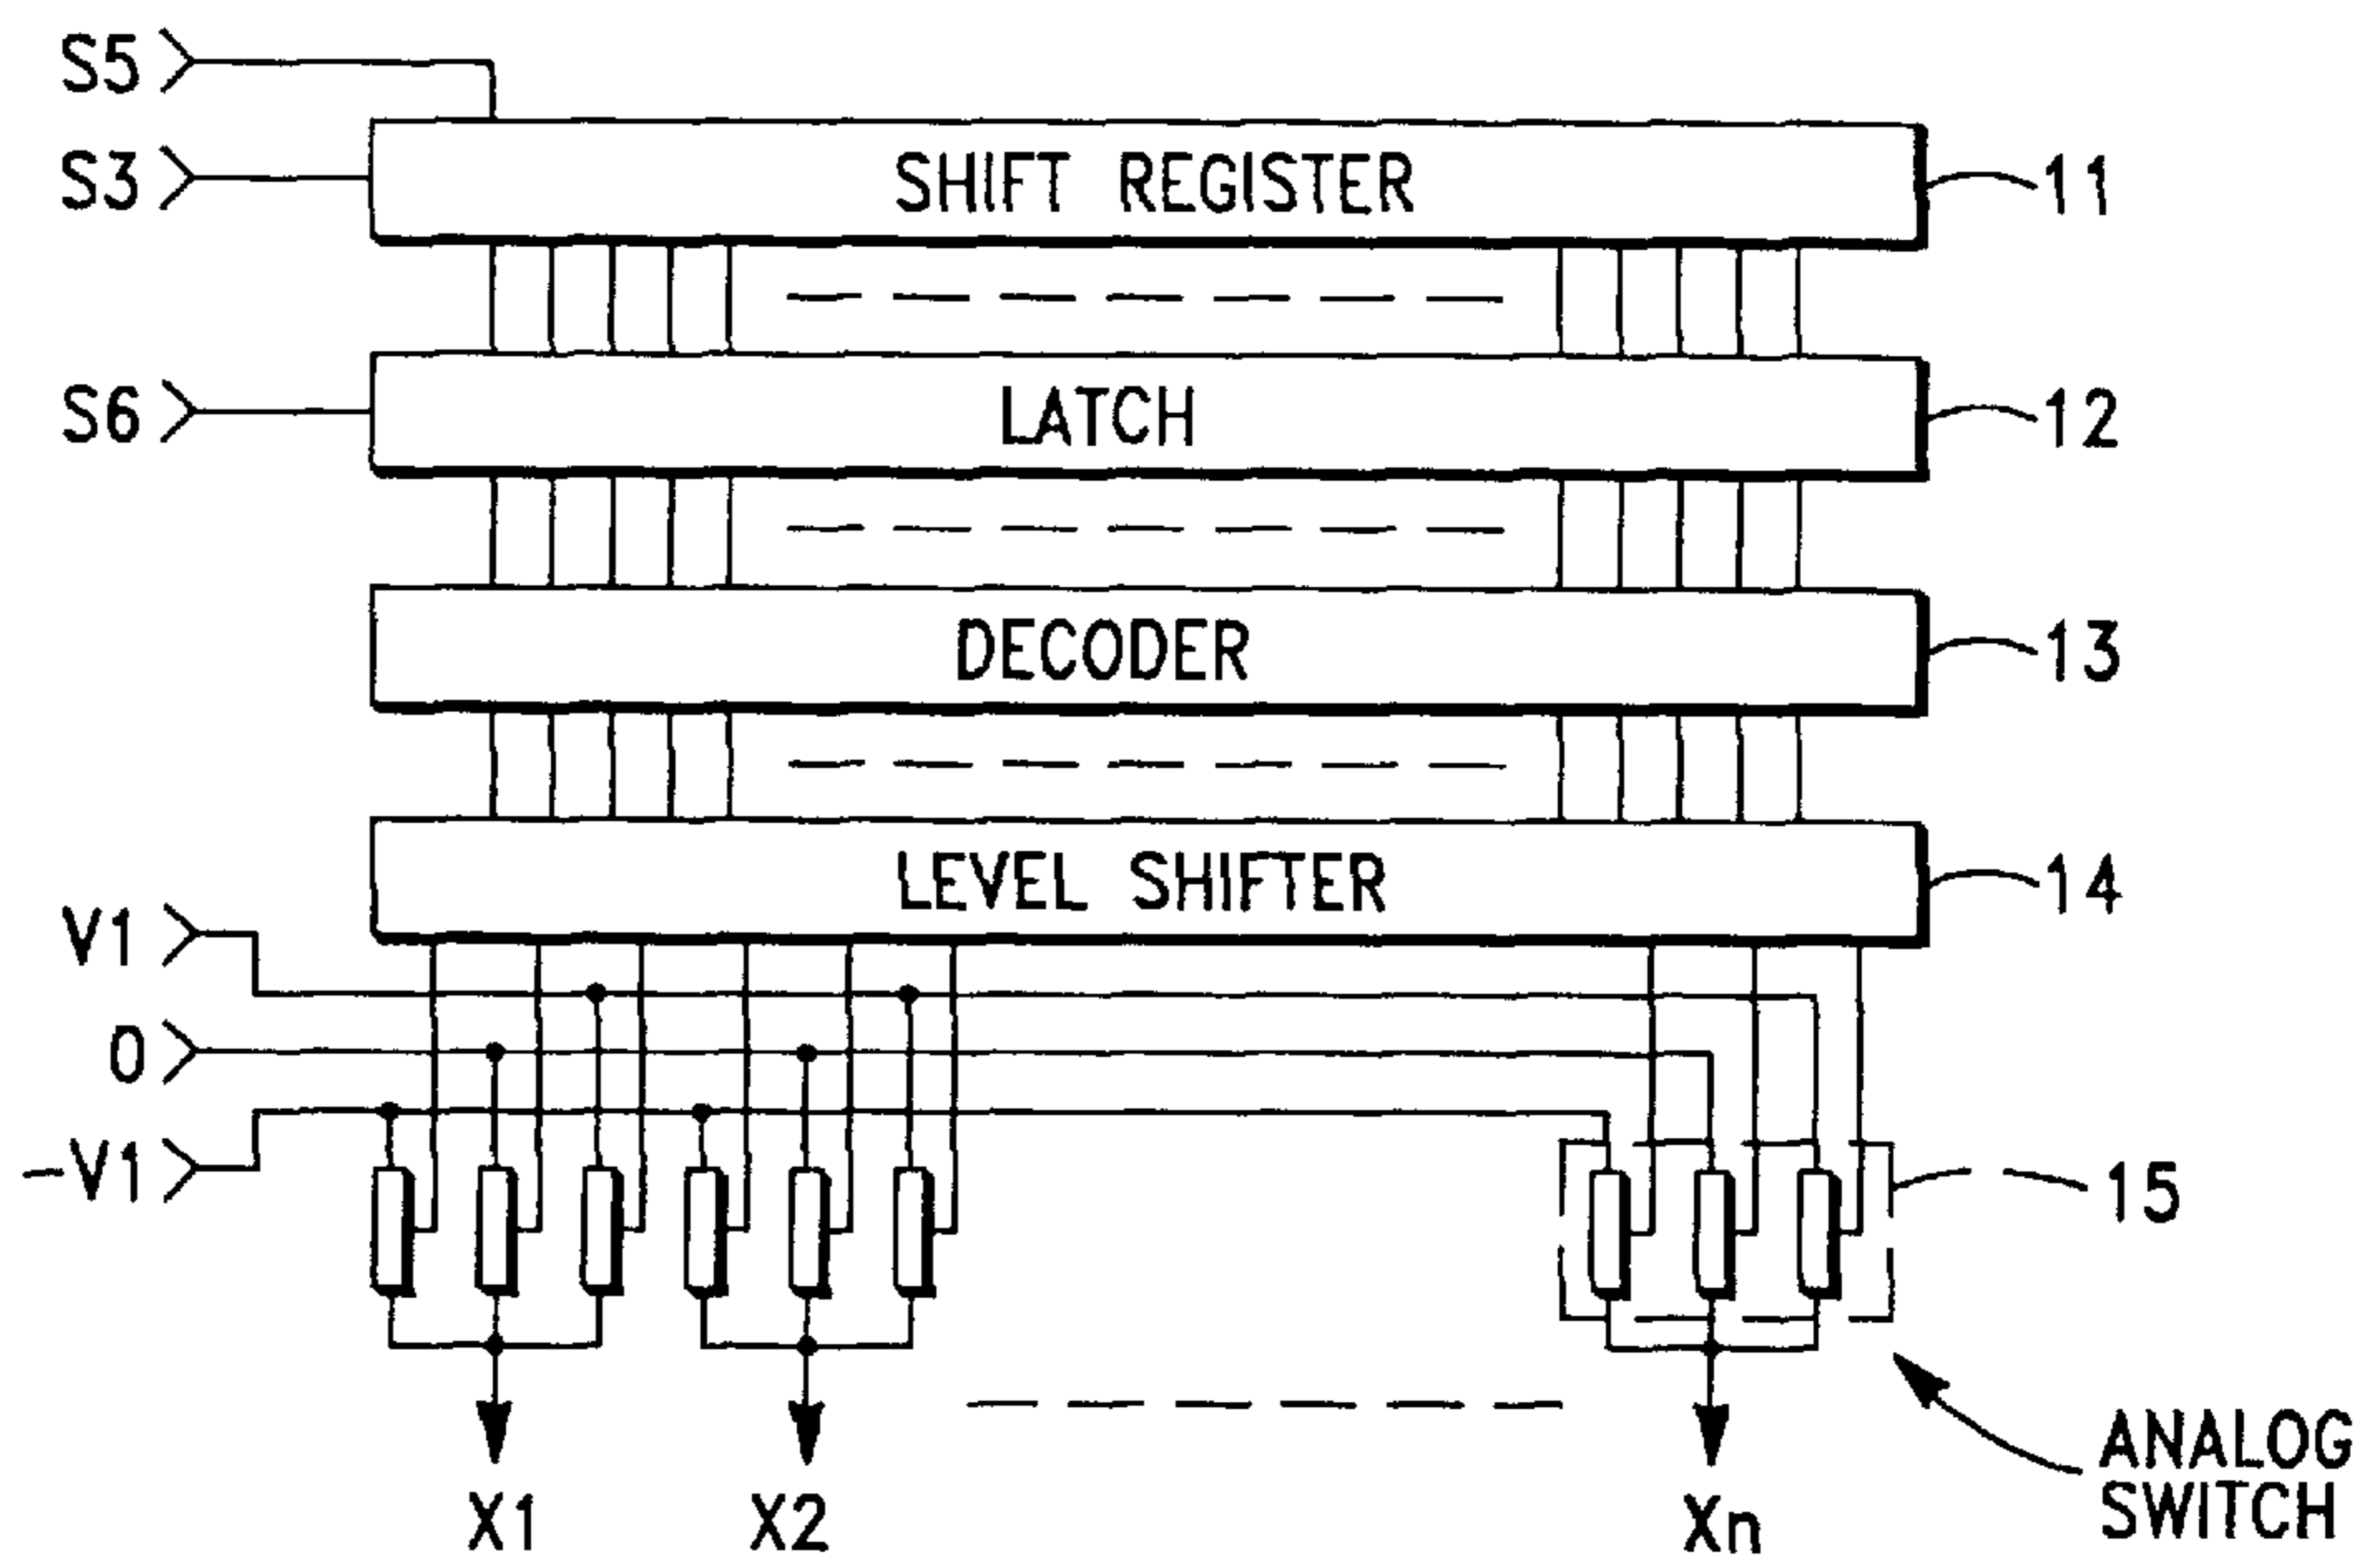 S5
S3
SHIFT REGISTER
11
S6
LATCH
12
DECODER
13
LEVEL SHIFTER
14
V1
0
-V1
15
ANALOG
SWITCH
X1
X2
Xn